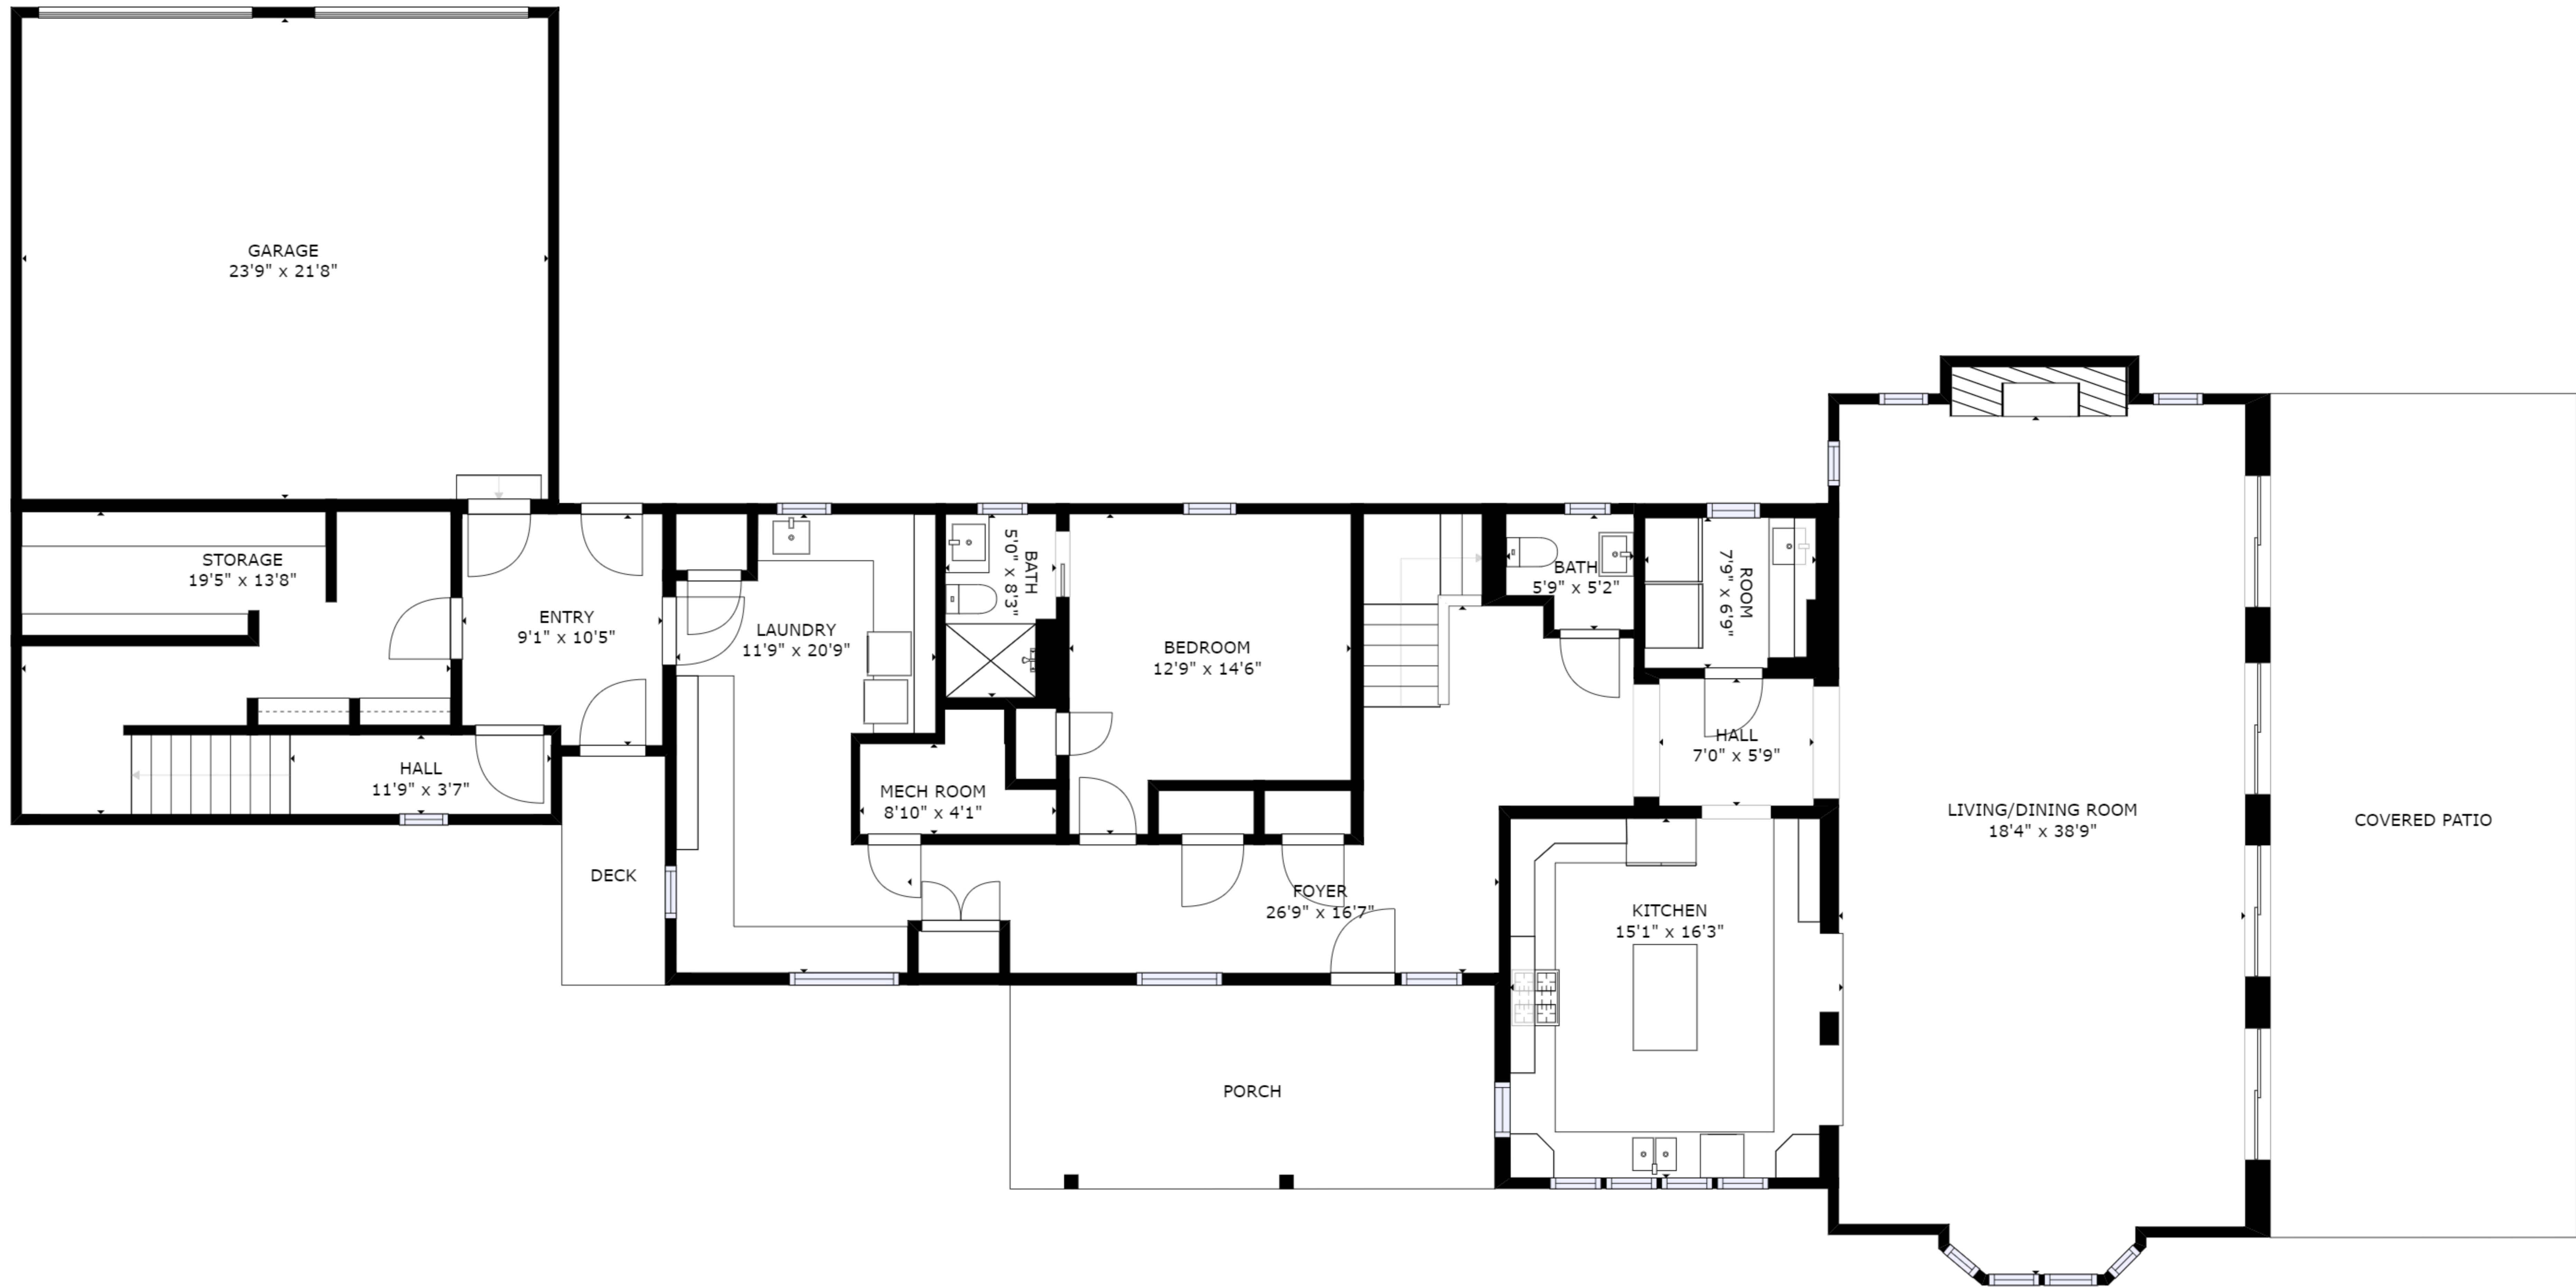 GARAGE
23'9" x 21'8"
STORAGE
19'5" x 13'8"
ENTRY
9'1" x 10'5"
HALL
11'9" x 3'7"
DECK
LAUNDRY
11'9" x 20'9"
BATH
5'0" x 8'3"
MECH ROOM
8'10" x 4'1"
BEDROOM
12'9" x 14'6"
FOYER
26'9" x 16'7"
PORCH
BATH
5'9" x 5'2"
ROOM
7'9" x 6'9"
HALL
7'0" x 5'9"
KITCHEN
15'1" x 16'3"
LIVING/DINING ROOM
18'4" x 38'9"
COVERED PATIO